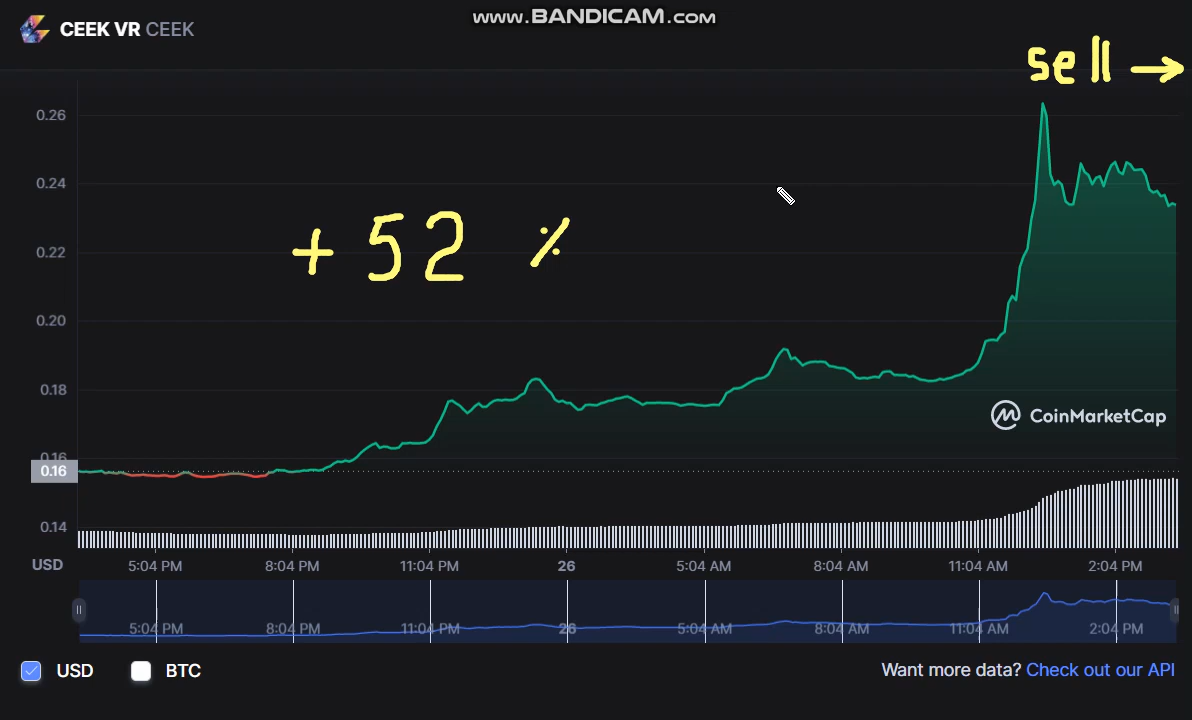 www.BANDICAM.com
CEEK VR CEEK
sell →
0.26
0.24
0.22
+ 52 %
0.20
0.18
CoinMarketCap
0.16
0.16
0.14
USD
5:04 PM 8:04 PM 11:04 PM 26 5:04 AM 8:04 AM 11:04 AM 2:04 PM
5:04 PM 8:04 PM 11:04 PM 26 5:04 AM 8:04 AM 11:04 AM 2:04 PM
USD BTC
Want more data? Check out our API